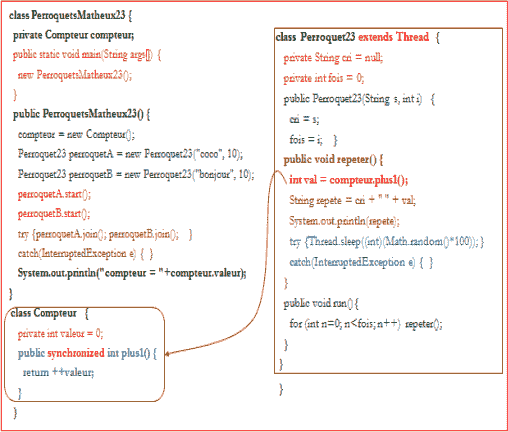 class PerroquetsMatheux23 {
private Compteur compteur;
public static void main(String args[]) {
new PerroquetsMatheux23();
}
public PerroquetsMatheux23() {
compteur = new Compteur();
Perroquet23 perroquetA = new Perroquet23("coco", 10);
Perroquet23 perroquetB = new Perroquet23("bonjour", 10);
perroquetA.start();
perroquetB.start();
try {perroquetA.join(); perroquetB.join(); }
catch(InterruptedException e) { }
System.out.println("compteur = "+compteur.valeur);
}
class Compteur {
private int valeur = 0;
public synchronized int plus1() {
return ++valeur;
}
}
class Perroquet23 extends Thread {
private String cri = null;
private int fois = 0;
public Perroquet23(String s, int i) {
cri = s;
fois = i; }
public void repeter() {
int val = compteur.plus1();
String repete = cri + " " + val;
System.out.println(repete);
try {Thread.sleep((int)(Math.random()*100)); }
catch(InterruptedException e) { }
}
public void run(){
for (int n=0; n<fois; n++) repeter();
}
}
}